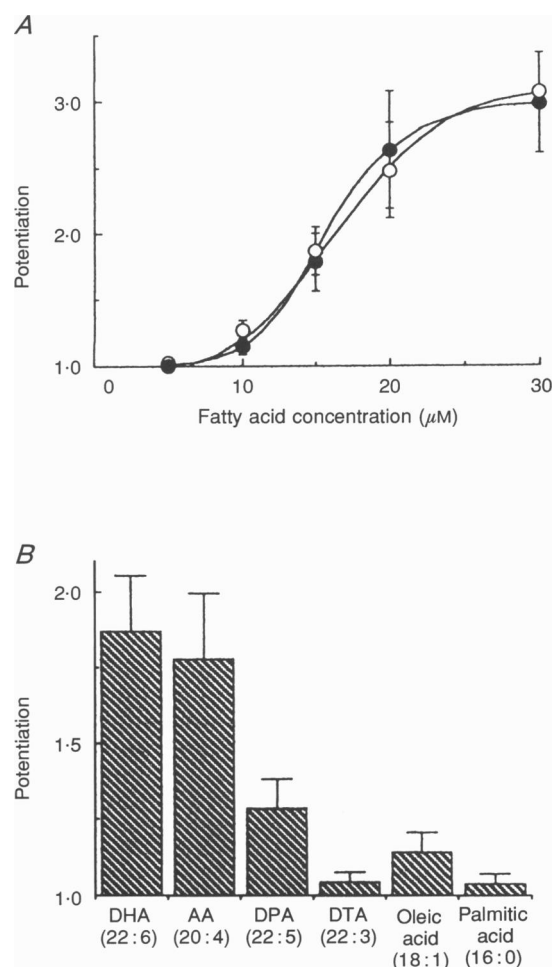 A
Potentiation
3·0
2·0
1·0
0
10
20
30
Fatty acid concentration (μM)
B
Potentiation
2·0
1·5
1·0
DHA
(22:6)
AA
(20:4)
DPA
(22:5)
DTA
(22:3)
Oleic
acid
(18:1)
Palmitic
acid
(16:0)